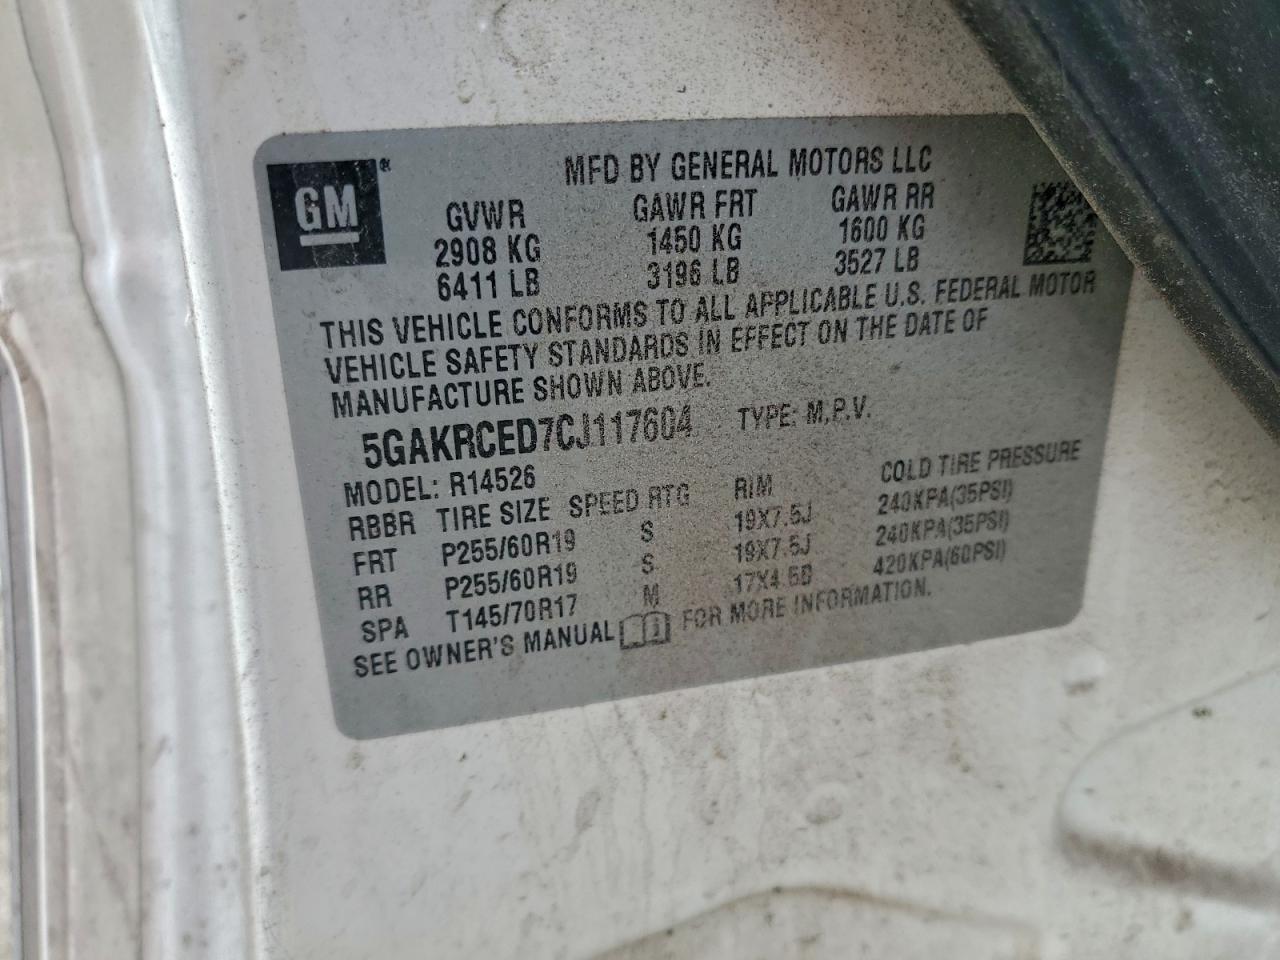 GM ®
MFD BY GENERAL MOTORS LLC
GVWR GAWR FRT GAWR RR
2908 KG 1450 KG 1600 KG
6411 LB 3196 LB 3527 LB
THIS VEHICLE CONFORMS TO ALL APPLICABLE U.S. FEDERAL MOTOR
VEHICLE SAFETY STANDARDS IN EFFECT ON THE DATE OF
MANUFACTURE SHOWN ABOVE.
5GAKRCED7CJ117604 TYPE: M.P.V.
MODEL: R14526
RBBR TIRE SIZE SPEED RTG RIM COLD TIRE PRESSURE
FRT P255/60R19 S 19X7.5J 240KPA(35PSI)
RR P255/60R19 S 19X7.5J 240KPA(35PSI)
SPA T145/70R17 M 17X4.5B 420KPA(60PSI)
SEE OWNER'S MANUAL FOR MORE INFORMATION.